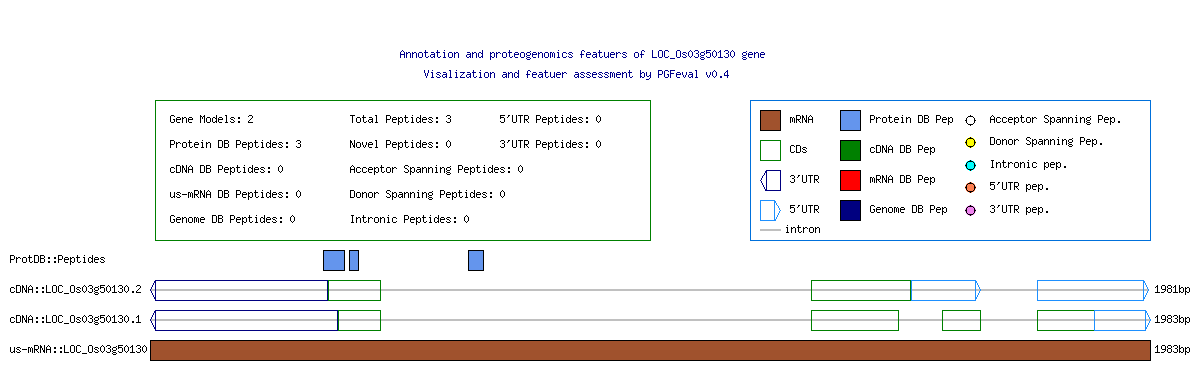 Annotation and proteogenomics featuers of LOC_Os03g50130 gene
Visalization and featuer assessment by PGFeval v0.4
Gene Models: 2 Total Peptides: 3 5'UTR Peptides: 0
Protein DB Peptides: 3 Novel Peptides: 0 3'UTR Peptides: 0
cDNA DB Peptides: 0 Acceptor Spanning Peptides: 0
us-mRNA DB Peptides: 0 Donor Spanning Peptides: 0
Genome DB Peptides: 0 Intronic Peptides: 0
mRNA Protein DB Pep Acceptor Spanning Pep.
CDs cDNA DB Pep Donor Spanning Pep.
3'UTR mRNA DB Pep Intronic pep.
5'UTR Genome DB Pep 5'UTR pep.
intron 3'UTR pep.
ProtDB::Peptides
cDNA::LOC_Os03g50130.2 1981bp
cDNA::LOC_Os03g50130.1 1983bp
us-mRNA::LOC_Os03g50130 1983bp